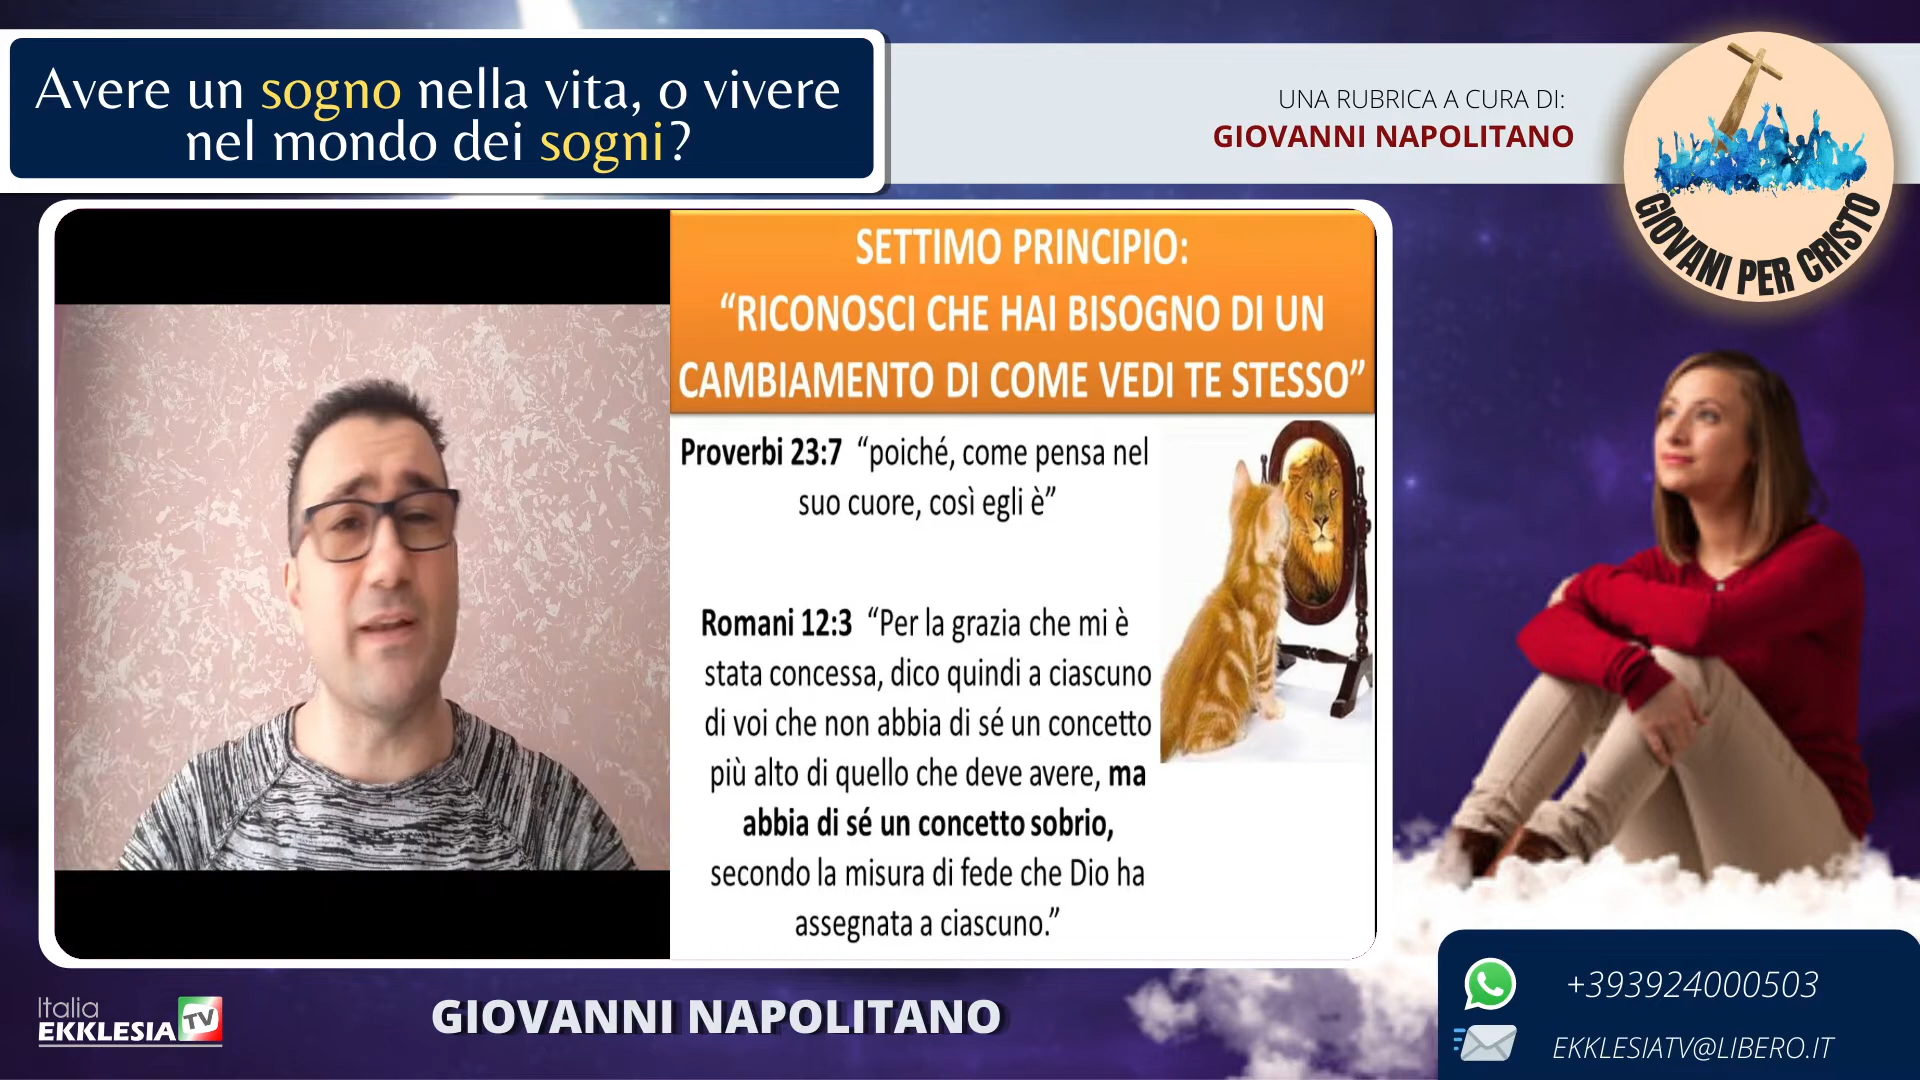 Avere un sogno nella vita, o vivere
nel mondo dei sogni?
UNA RUBRICA A CURA DI:
GIOVANNI NAPOLITANO
GIOVANI PER CRISTO
SETTIMO PRINCIPIO:
“RICONOSCI CHE HAI BISOGNO DI UN
CAMBIAMENTO DI COME VEDI TE STESSO”
Proverbi 23:7 “poiché, come pensa nel
suo cuore, così egli è”
Romani 12:3 “Per la grazia che mi è
stata concessa, dico quindi a ciascuno
di voi che non abbia di sé un concetto
più alto di quello che deve avere, ma
abbia di sé un concetto sobrio,
secondo la misura di fede che Dio ha
assegnata a ciascuno.”
Italia
EKKLESIA TV
GIOVANNI NAPOLITANO
+393924000503
EKKLESIATV@LIBERO.IT